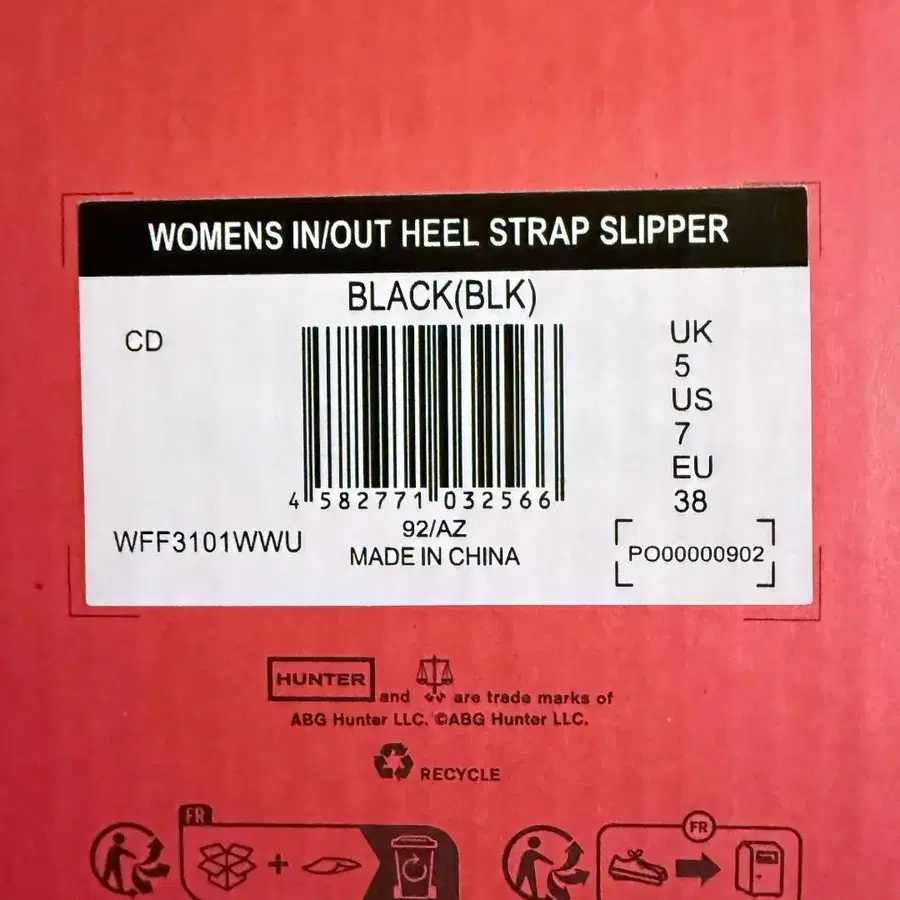 WOMENS IN/OUT HEEL STRAP SLIPPER
BLACK(BLK)
CD
UK
5
US
7
EU
38
4 582771 032566
92/AZ
WFF3101WWU
MADE IN CHINA
PO00000902
HUNTER and are trade marks of
ABG Hunter LLC. ©ABG Hunter LLC.
RECYCLE
FR
FR